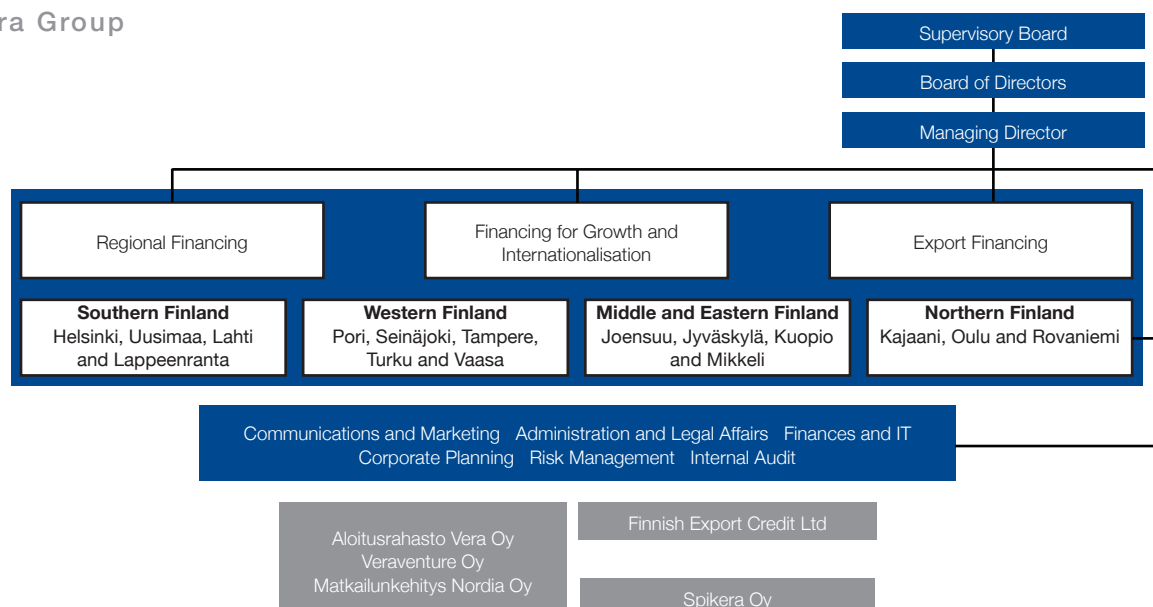 ra Group
Supervisory Board
Board of Directors
Managing Director
Regional Financing
Financing for Growth and
Internationalisation
Export Financing
Southern Finland
Helsinki, Uusimaa, Lahti
and Lappeenranta
Western Finland
Pori, Seinäjoki, Tampere,
Turku and Vaasa
Middle and Eastern Finland
Joensuu, Jyväskylä, Kuopio
and Mikkeli
Northern Finland
Kajaani, Oulu and Rovaniemi
Communications and Marketing Administration and Legal Affairs Finances and IT
Corporate Planning Risk Management Internal Audit
Aloitusrahasto Vera Oy
Veraventure Oy
Matkailunkehitys Nordia Oy
Finnish Export Credit Ltd
Spikera Oy